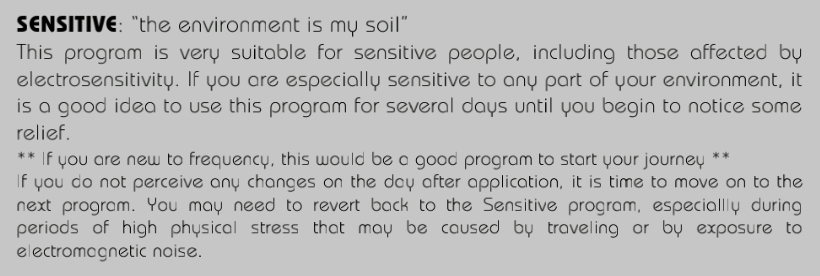 SENSITIVE: "the environment is my soil"
This program is very suitable for sensitive people, including those affected by
electrosensitivity. If you are especially sensitive to any part of your environment, it
is a good idea to use this program for several days until you begin to notice some
relief.
** If you are new to frequency, this would be a good program to start your journey **
If you do not perceive any changes on the day after application, it is time to move on to the
next program. You may need to revert back to the Sensitive program, especiallly during
periods of high physical stress that may be caused by traveling or by exposure to
electromagnetic noise.